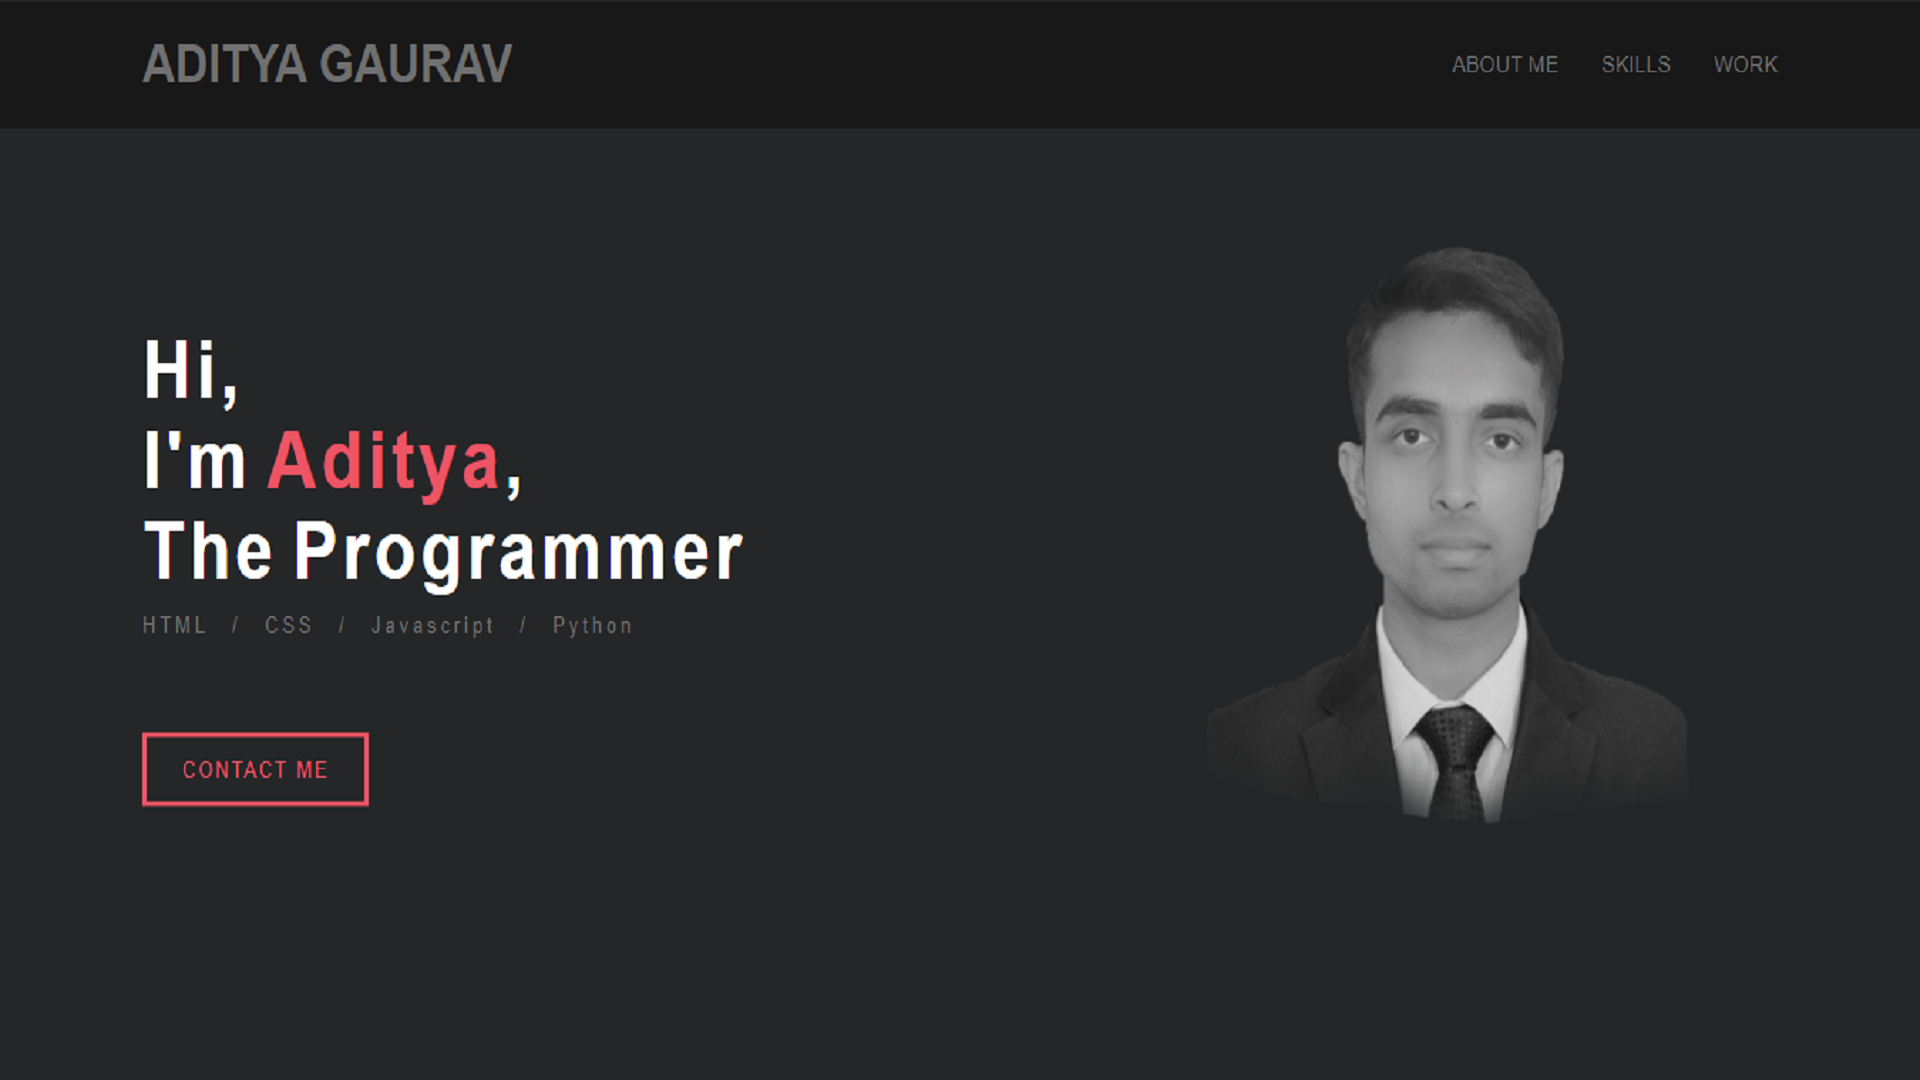 ADITYA GAURAV
ABOUT ME SKILLS WORK
Hi,
I'm Aditya,
The Programmer
HTML / CSS / Javascript / Python
CONTACT ME